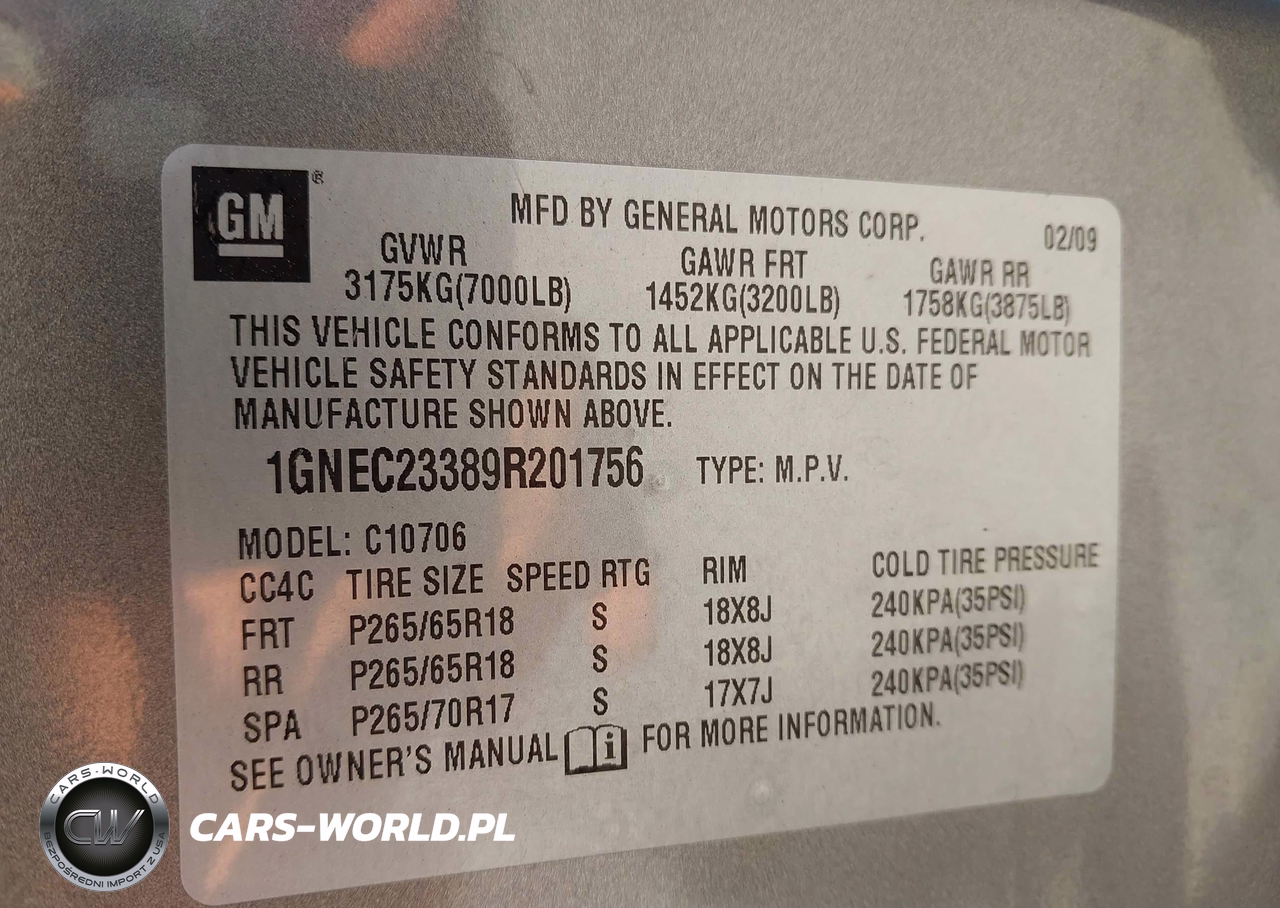 GM ®
MFD BY GENERAL MOTORS CORP. 02/09
GVWR GAWR FRT GAWR RR
3175KG(7000LB) 1452KG(3200LB) 1758KG(3875LB)
THIS VEHICLE CONFORMS TO ALL APPLICABLE U.S. FEDERAL MOTOR
VEHICLE SAFETY STANDARDS IN EFFECT ON THE DATE OF
MANUFACTURE SHOWN ABOVE.
1GNEC23389R201756 TYPE: M.P.V.
MODEL: C10706
CC4C TIRE SIZE SPEED RTG RIM COLD TIRE PRESSURE
FRT P265/65R18 S 18X8J 240KPA(35PSI)
RR P265/65R18 S 18X8J 240KPA(35PSI)
SPA P265/70R17 S 17X7J 240KPA(35PSI)
SEE OWNER'S MANUAL i FOR MORE INFORMATION.
CARS-WORLD
CW
BEZPOŚREDNI IMPORT Z USA
CARS-WORLD.PL